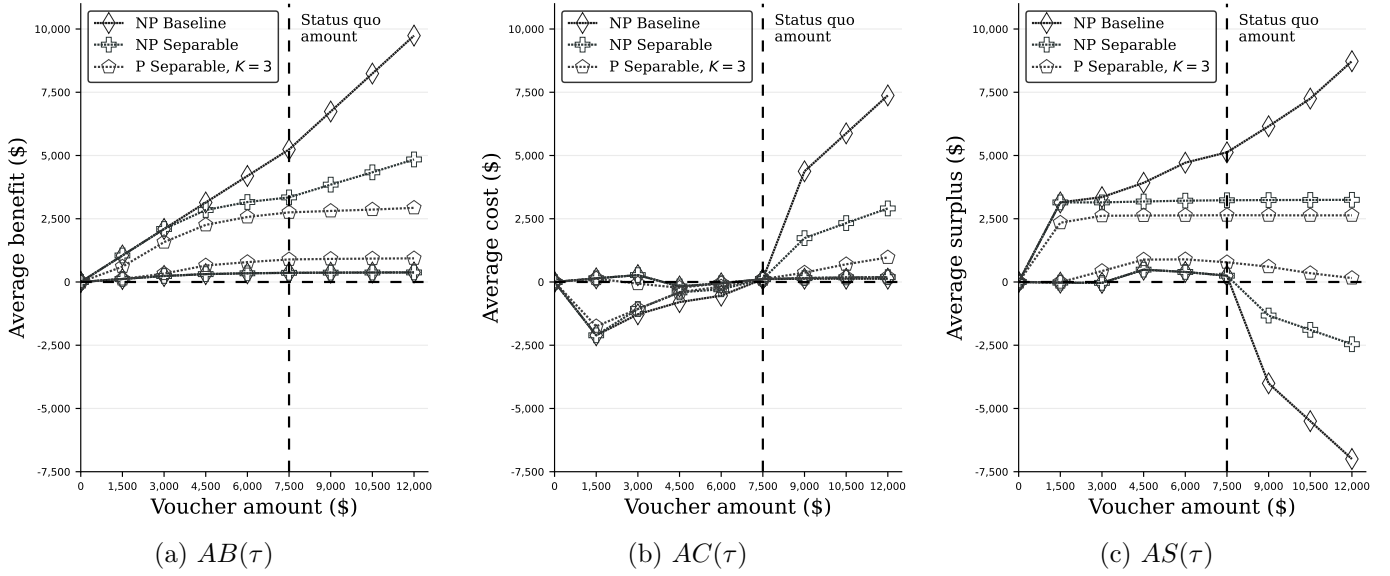 NP Baseline
NP Separable
P Separable, K = 3
Status quo
amount
10,000
7,500
5,000
2,500
0
-2,500
-5,000
-7,500
Average benefit ($)
0 1,500 3,000 4,500 6,000 7,500 9,000 10,500 12,000
Voucher amount ($)
(a) AB(τ)
NP Baseline
NP Separable
P Separable, K = 3
Status quo
amount
10,000
7,500
5,000
2,500
0
-2,500
-5,000
-7,500
Average cost ($)
0 1,500 3,000 4,500 6,000 7,500 9,000 10,500 12,000
Voucher amount ($)
(b) AC(τ)
NP Baseline
NP Separable
P Separable, K = 3
Status quo
amount
10,000
7,500
5,000
2,500
0
-2,500
-5,000
-7,500
Average surplus ($)
0 1,500 3,000 4,500 6,000 7,500 9,000 10,500 12,000
Voucher amount ($)
(c) AS(τ)